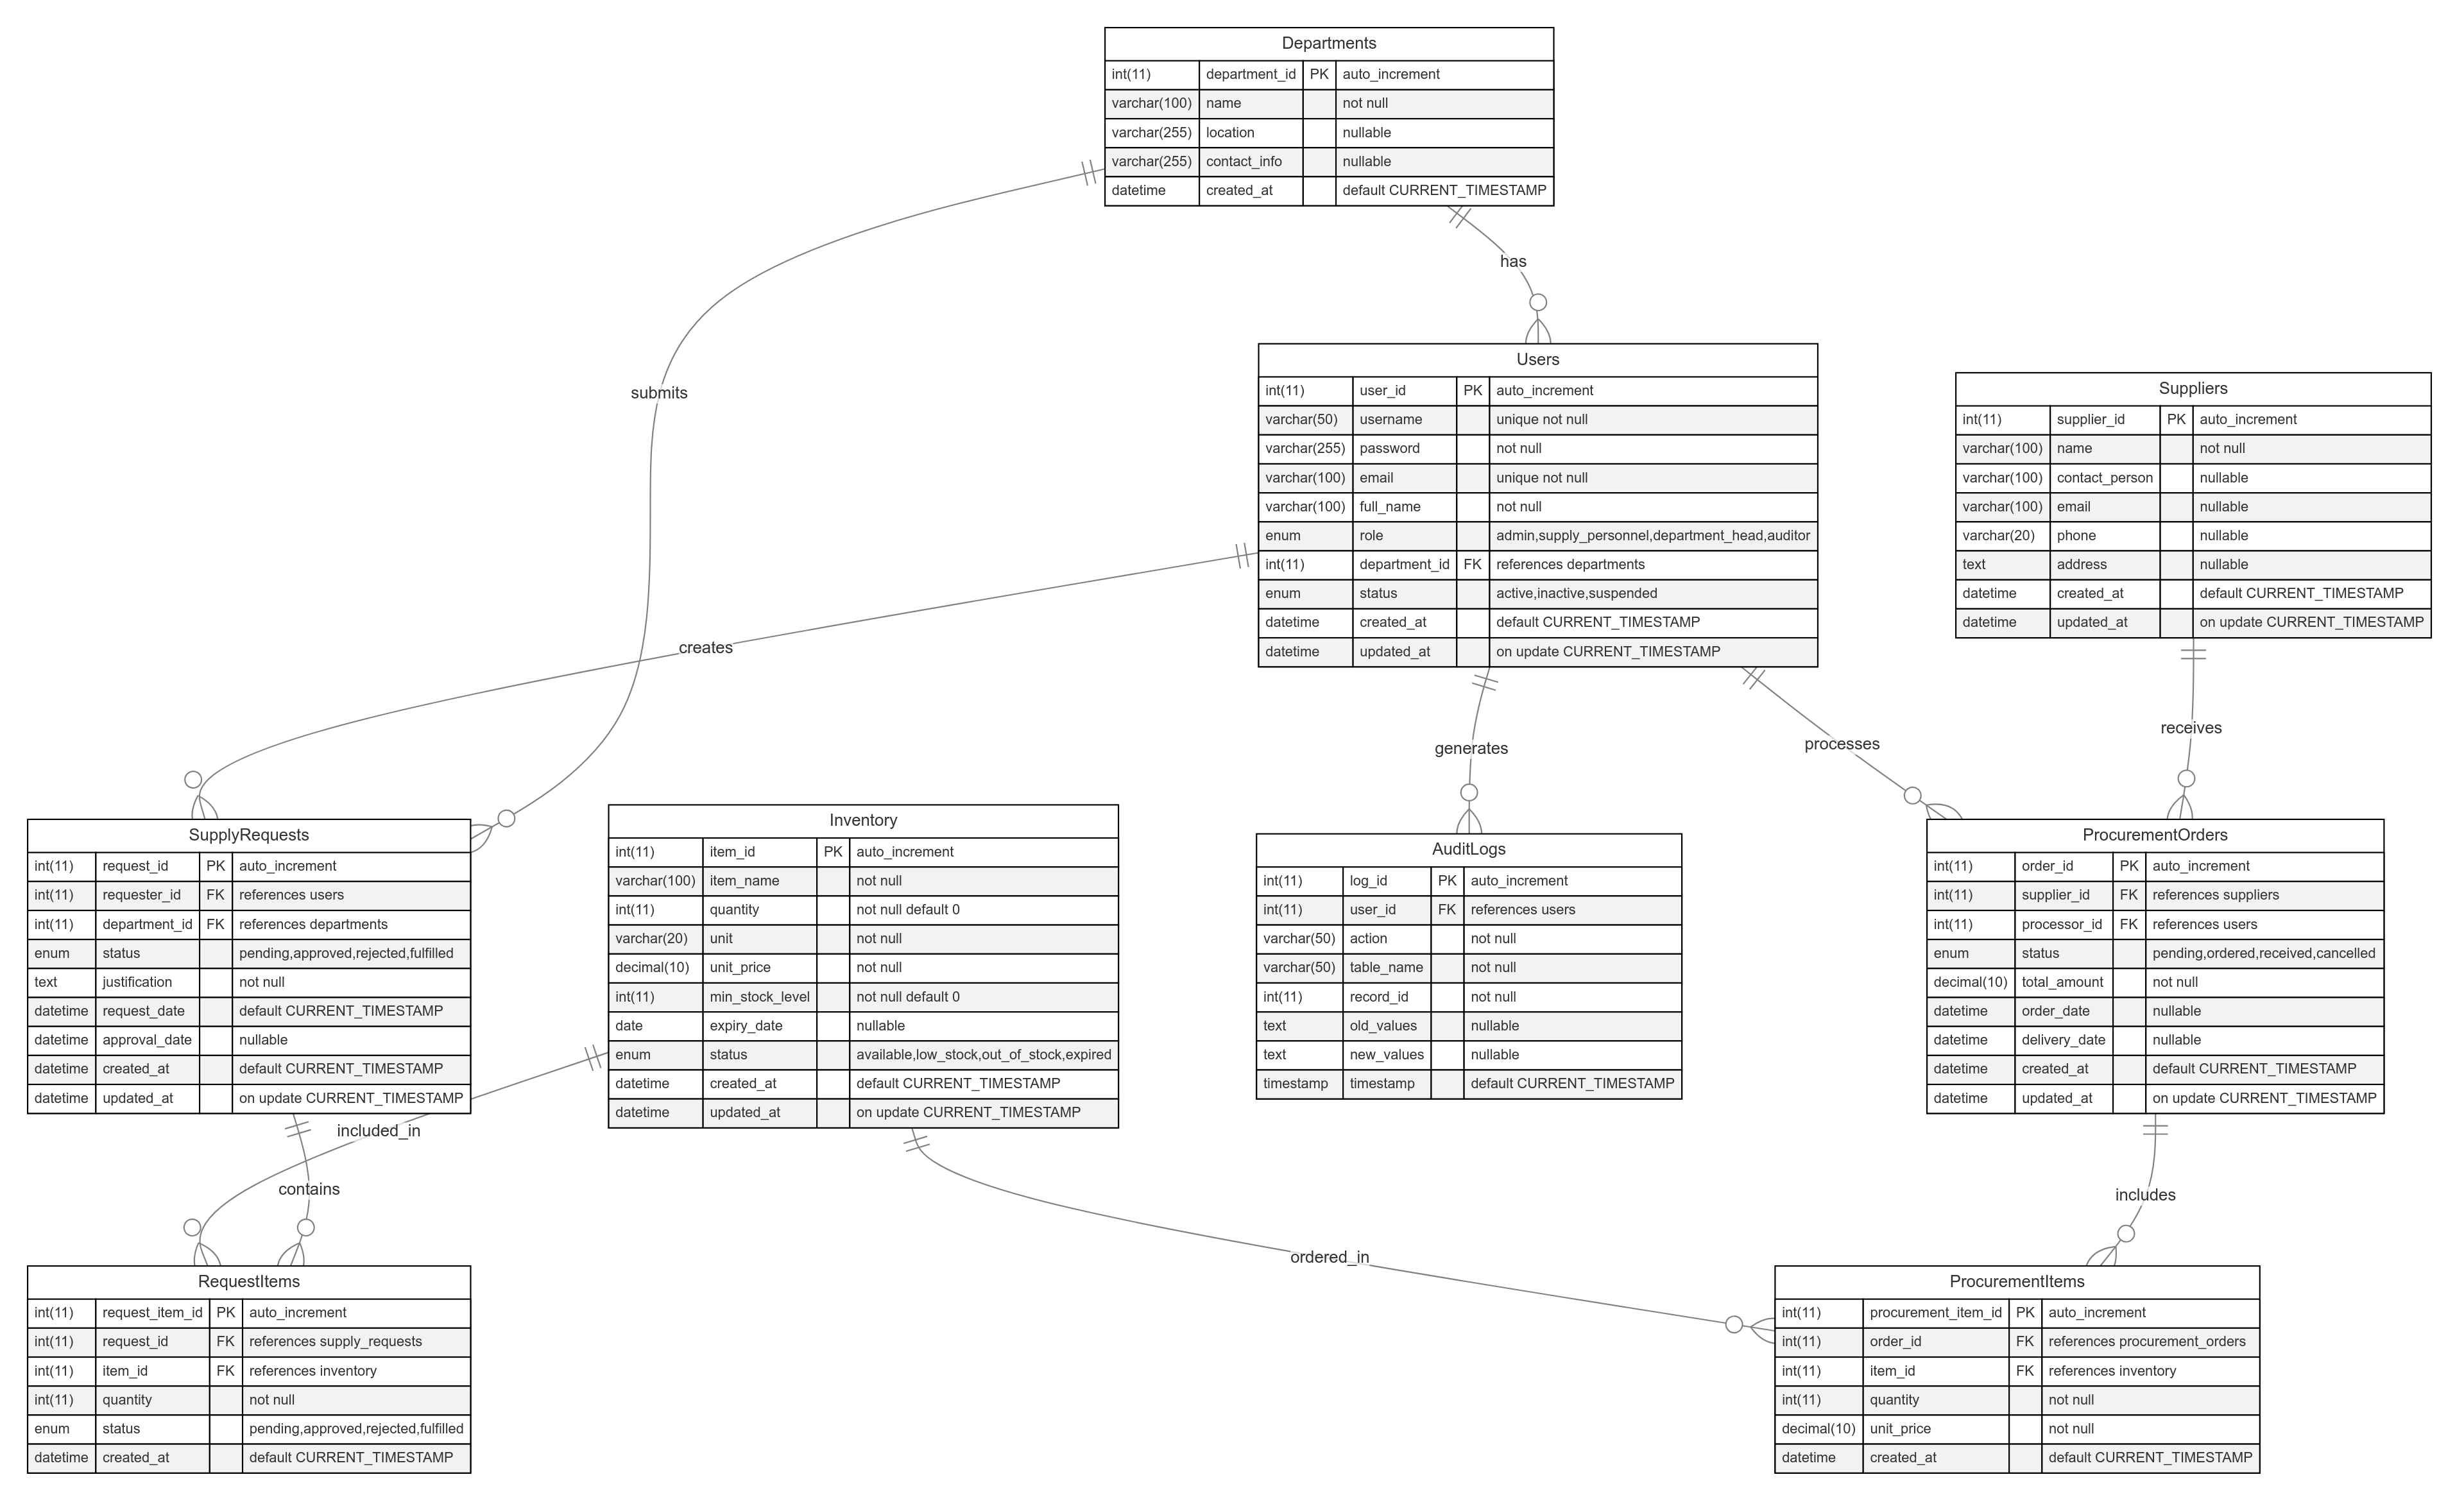 Departments
int(11) department_id PK auto_increment
varchar(100) name not null
varchar(255) location nullable
varchar(255) contact_info nullable
datetime created_at default CURRENT_TIMESTAMP
has
submits
Users
int(11) user_id PK auto_increment
varchar(50) username unique not null
varchar(255) password not null
varchar(100) email unique not null
varchar(100) full_name not null
enum role admin,supply_personnel,department_head,auditor
int(11) department_id FK references departments
enum status active,inactive,suspended
datetime created_at default CURRENT_TIMESTAMP
datetime updated_at on update CURRENT_TIMESTAMP
Suppliers
int(11) supplier_id PK auto_increment
varchar(100) name not null
varchar(100) contact_person nullable
varchar(100) email nullable
varchar(20) phone nullable
text address nullable
datetime created_at default CURRENT_TIMESTAMP
datetime updated_at on update CURRENT_TIMESTAMP
creates
generates
processes
receives
SupplyRequests
int(11) request_id PK auto_increment
int(11) requester_id FK references users
int(11) department_id FK references departments
enum status pending,approved,rejected,fulfilled
text justification not null
datetime request_date default CURRENT_TIMESTAMP
datetime approval_date nullable
datetime created_at default CURRENT_TIMESTAMP
datetime updated_at on update CURRENT_TIMESTAMP
Inventory
int(11) item_id PK auto_increment
varchar(100) item_name not null
int(11) quantity not null default 0
varchar(20) unit not null
decimal(10) unit_price not null
int(11) min_stock_level not null default 0
date expiry_date nullable
enum status available,low_stock,out_of_stock,expired
datetime created_at default CURRENT_TIMESTAMP
datetime updated_at on update CURRENT_TIMESTAMP
AuditLogs
int(11) log_id PK auto_increment
int(11) user_id FK references users
varchar(50) action not null
varchar(50) table_name not null
int(11) record_id not null
text old_values nullable
text new_values nullable
timestamp timestamp default CURRENT_TIMESTAMP
ProcurementOrders
int(11) order_id PK auto_increment
int(11) supplier_id FK references suppliers
int(11) processor_id FK references users
enum status pending,ordered,received,cancelled
decimal(10) total_amount not null
datetime order_date nullable
datetime delivery_date nullable
datetime created_at default CURRENT_TIMESTAMP
datetime updated_at on update CURRENT_TIMESTAMP
included_in
contains
ordered_in
includes
RequestItems
int(11) request_item_id PK auto_increment
int(11) request_id FK references supply_requests
int(11) item_id FK references inventory
int(11) quantity not null
enum status pending,approved,rejected,fulfilled
datetime created_at default CURRENT_TIMESTAMP
ProcurementItems
int(11) procurement_item_id PK auto_increment
int(11) order_id FK references procurement_orders
int(11) item_id FK references inventory
int(11) quantity not null
decimal(10) unit_price not null
datetime created_at default CURRENT_TIMESTAMP